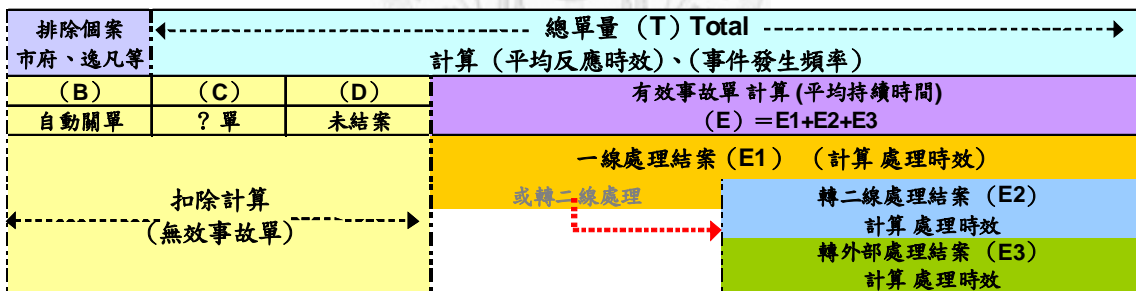 排除個案
市府、逸凡等
總單量（T）Total
計算（平均反應時效）、（事件發生頻率）
（B）
（C）
（D）
有效事故單 計算 (平均持續時間)
（E）＝E1+E2+E3
自動關單
？單
未結案
一線處理結案（E1） （計算 處理時效）
或轉二線處理
扣除計算
（無效事故單）
轉二線處理結案（E2）
計算 處理時效
轉外部處理結案（E3）
計算 處理時效